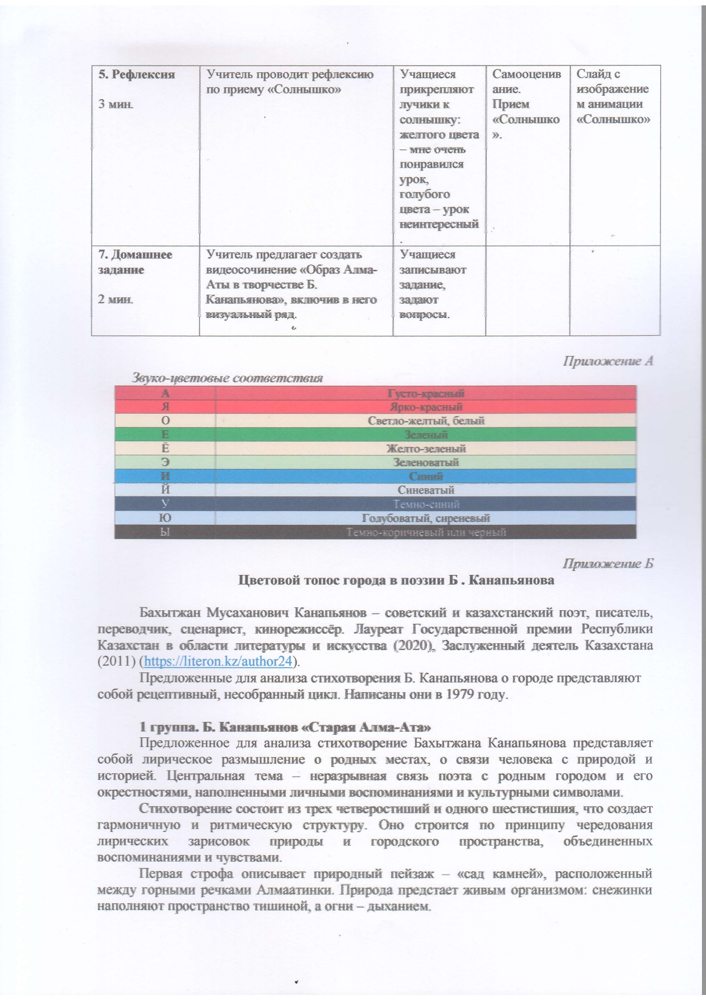 5. Рефлексия
3 мин.
Учитель проводит рефлексию
по приему «Солнышко»
Учащиеся
прикрепляют
лучики к
солнышку:
желтого цвета
– мне очень
понравился
урок,
голубого
цвета – урок
неинтересный
.
Самооценив
ание.
Прием
«Солнышко
».
Слайд с
изображение
м анимации
«Солнышко»
7. Домашнее
задание
2 мин.
Учитель предлагает создать
видеосочинение «Образ Алма-
Аты в творчестве Б.
Канапьянова», включив в него
визуальный ряд.
Учащиеся
записывают
задание,
задают
вопросы.
Приложение А
Звуко-цветовые соответствия
А Густо-красный
Я Ярко-красный
О Светло-желтый, белый
Е Зеленый
Ё Желто-зеленый
Э Зеленоватый
И Синий
Й Синеватый
У Темно-синий
Ю Голубоватый, сиреневый
Ы Темно-коричневый или черный
Приложение Б
Цветовой топос города в поэзии Б . Канапьянова
Бахытжан Мусаханович Канапьянов – советский и казахстанский поэт, писатель,
переводчик, сценарист, кинорежиссёр. Лауреат Государственной премии Республики
Казахстан в области литературы и искусства (2020), Заслуженный деятель Казахстана
(2011) (https://literon.kz/author24).
Предложенные для анализа стихотворения Б. Канапьянова о городе представляют
собой рецептивный, несобранный цикл. Написаны они в 1979 году.
1 группа. Б. Канапьянов «Старая Алма-Ата»
Предложенное для анализа стихотворение Бахытжана Канапьянова представляет
собой лирическое размышление о родных местах, о связи человека с природой и
историей. Центральная тема – неразрывная связь поэта с родным городом и его
окрестностями, наполненными личными воспоминаниями и культурными символами.
Стихотворение состоит из трех четверостиший и одного шестистишия, что создает
гармоничную и ритмическую структуру. Оно строится по принципу чередования
лирических зарисовок природы и городского пространства, объединенных
воспоминаниями и чувствами.
Первая строфа описывает природный пейзаж – «сад камней», расположенный
между горными речками Алмаатинки. Природа предстает живым организмом: снежинки
наполняют пространство тишиной, а огни – дыханием.